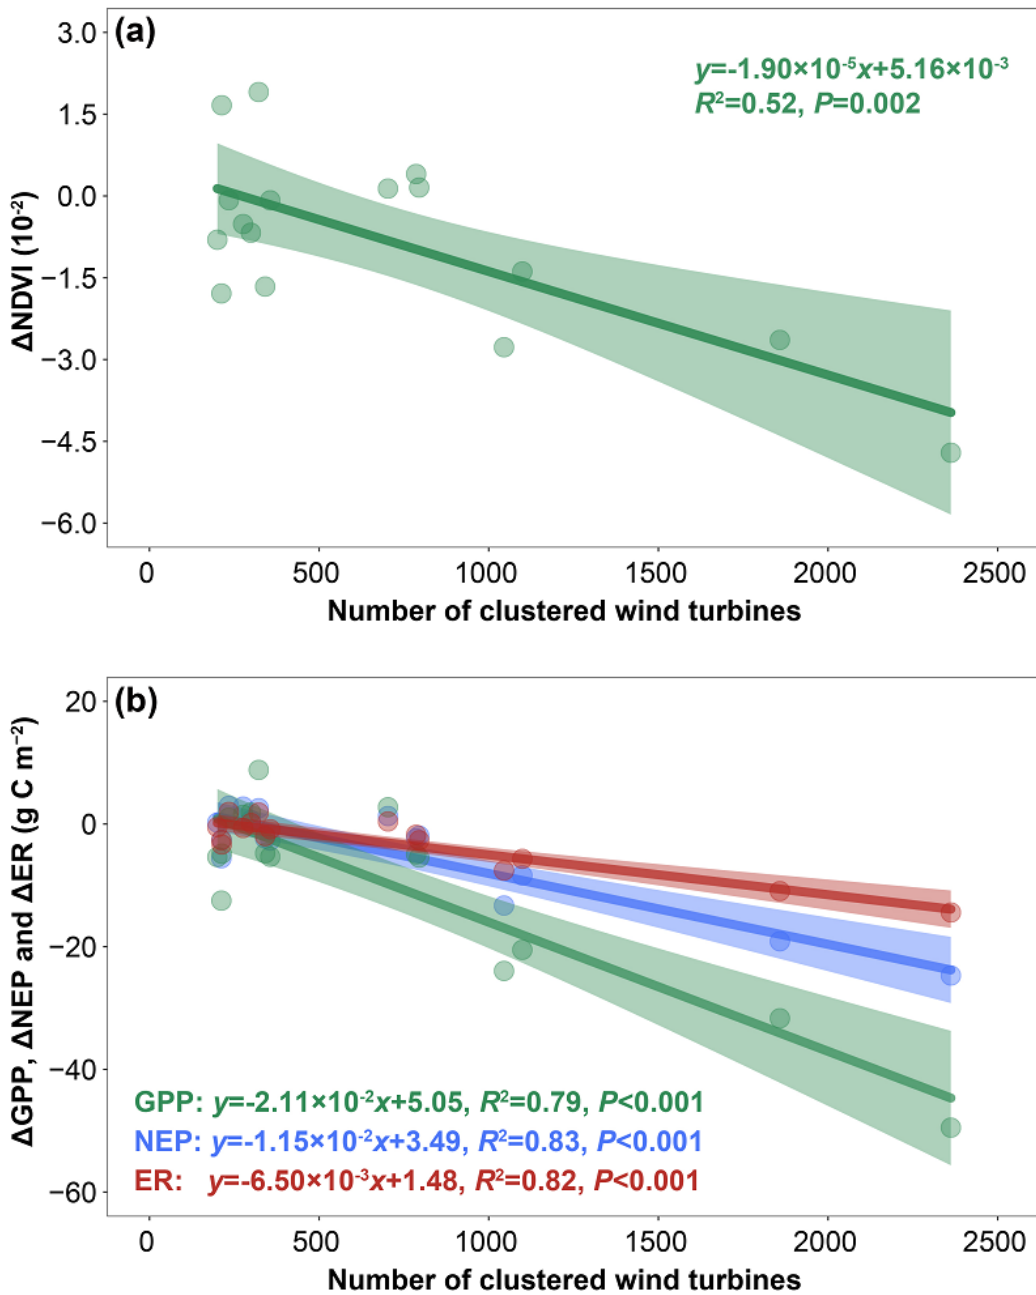 (a)
y=-1.90×10⁻⁵x+5.16×10⁻³
R²=0.52, P=0.002
ΔNDVI (10⁻²)
3.0
1.5
0.0
−1.5
−3.0
−4.5
−6.0
0 500 1000 1500 2000 2500
Number of clustered wind turbines
(b)
ΔGPP, ΔNEP and ΔER (g C m⁻²)
20
0
−20
−40
−60
GPP: y=-2.11×10⁻²x+5.05, R²=0.79, P<0.001
NEP: y=-1.15×10⁻²x+3.49, R²=0.83, P<0.001
ER: y=-6.50×10⁻³x+1.48, R²=0.82, P<0.001
0 500 1000 1500 2000 2500
Number of clustered wind turbines